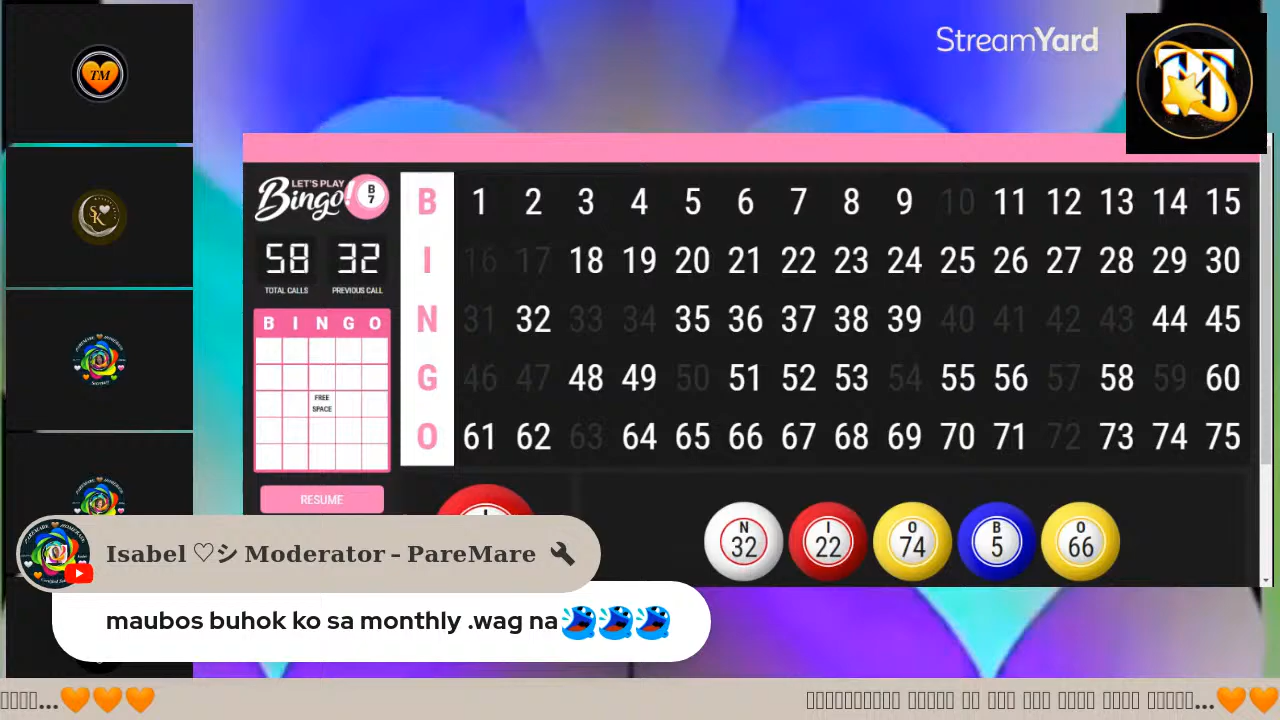 StreamYard
TM
SK
LET'S PLAY
Bingo!
B
7
58
32
TOTAL CALLS
PREVIOUS CALL
B I N G O
FREE
SPACE
RESUME
B 1 2 3 4 5 6 7 8 9 10 11 12 13 14 15
I 16 17 18 19 20 21 22 23 24 25 26 27 28 29 30
N 31 32 33 34 35 36 37 38 39 40 41 42 43 44 45
G 46 47 48 49 50 51 52 53 54 55 56 57 58 59 60
O 61 62 63 64 65 66 67 68 69 70 71 72 73 74 75
N
32
I
22
O
74
B
5
O
66
Isabel ♡シ Moderator - PareMare 🔧
maubos buhok ko sa monthly .wag na